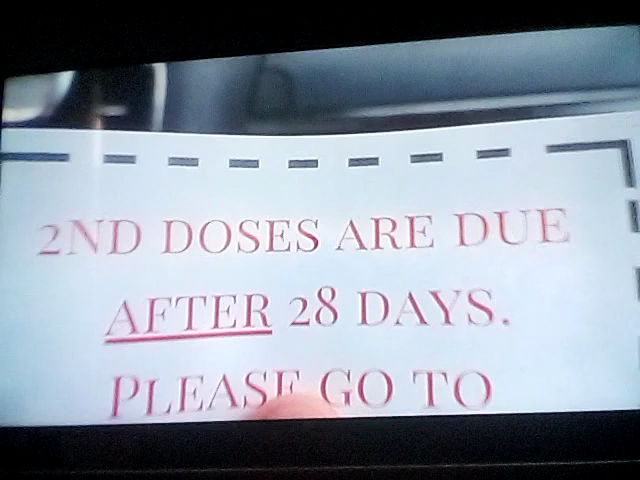 2ND DOSES ARE DUE
AFTER 28 DAYS.
PLEASE GO TO